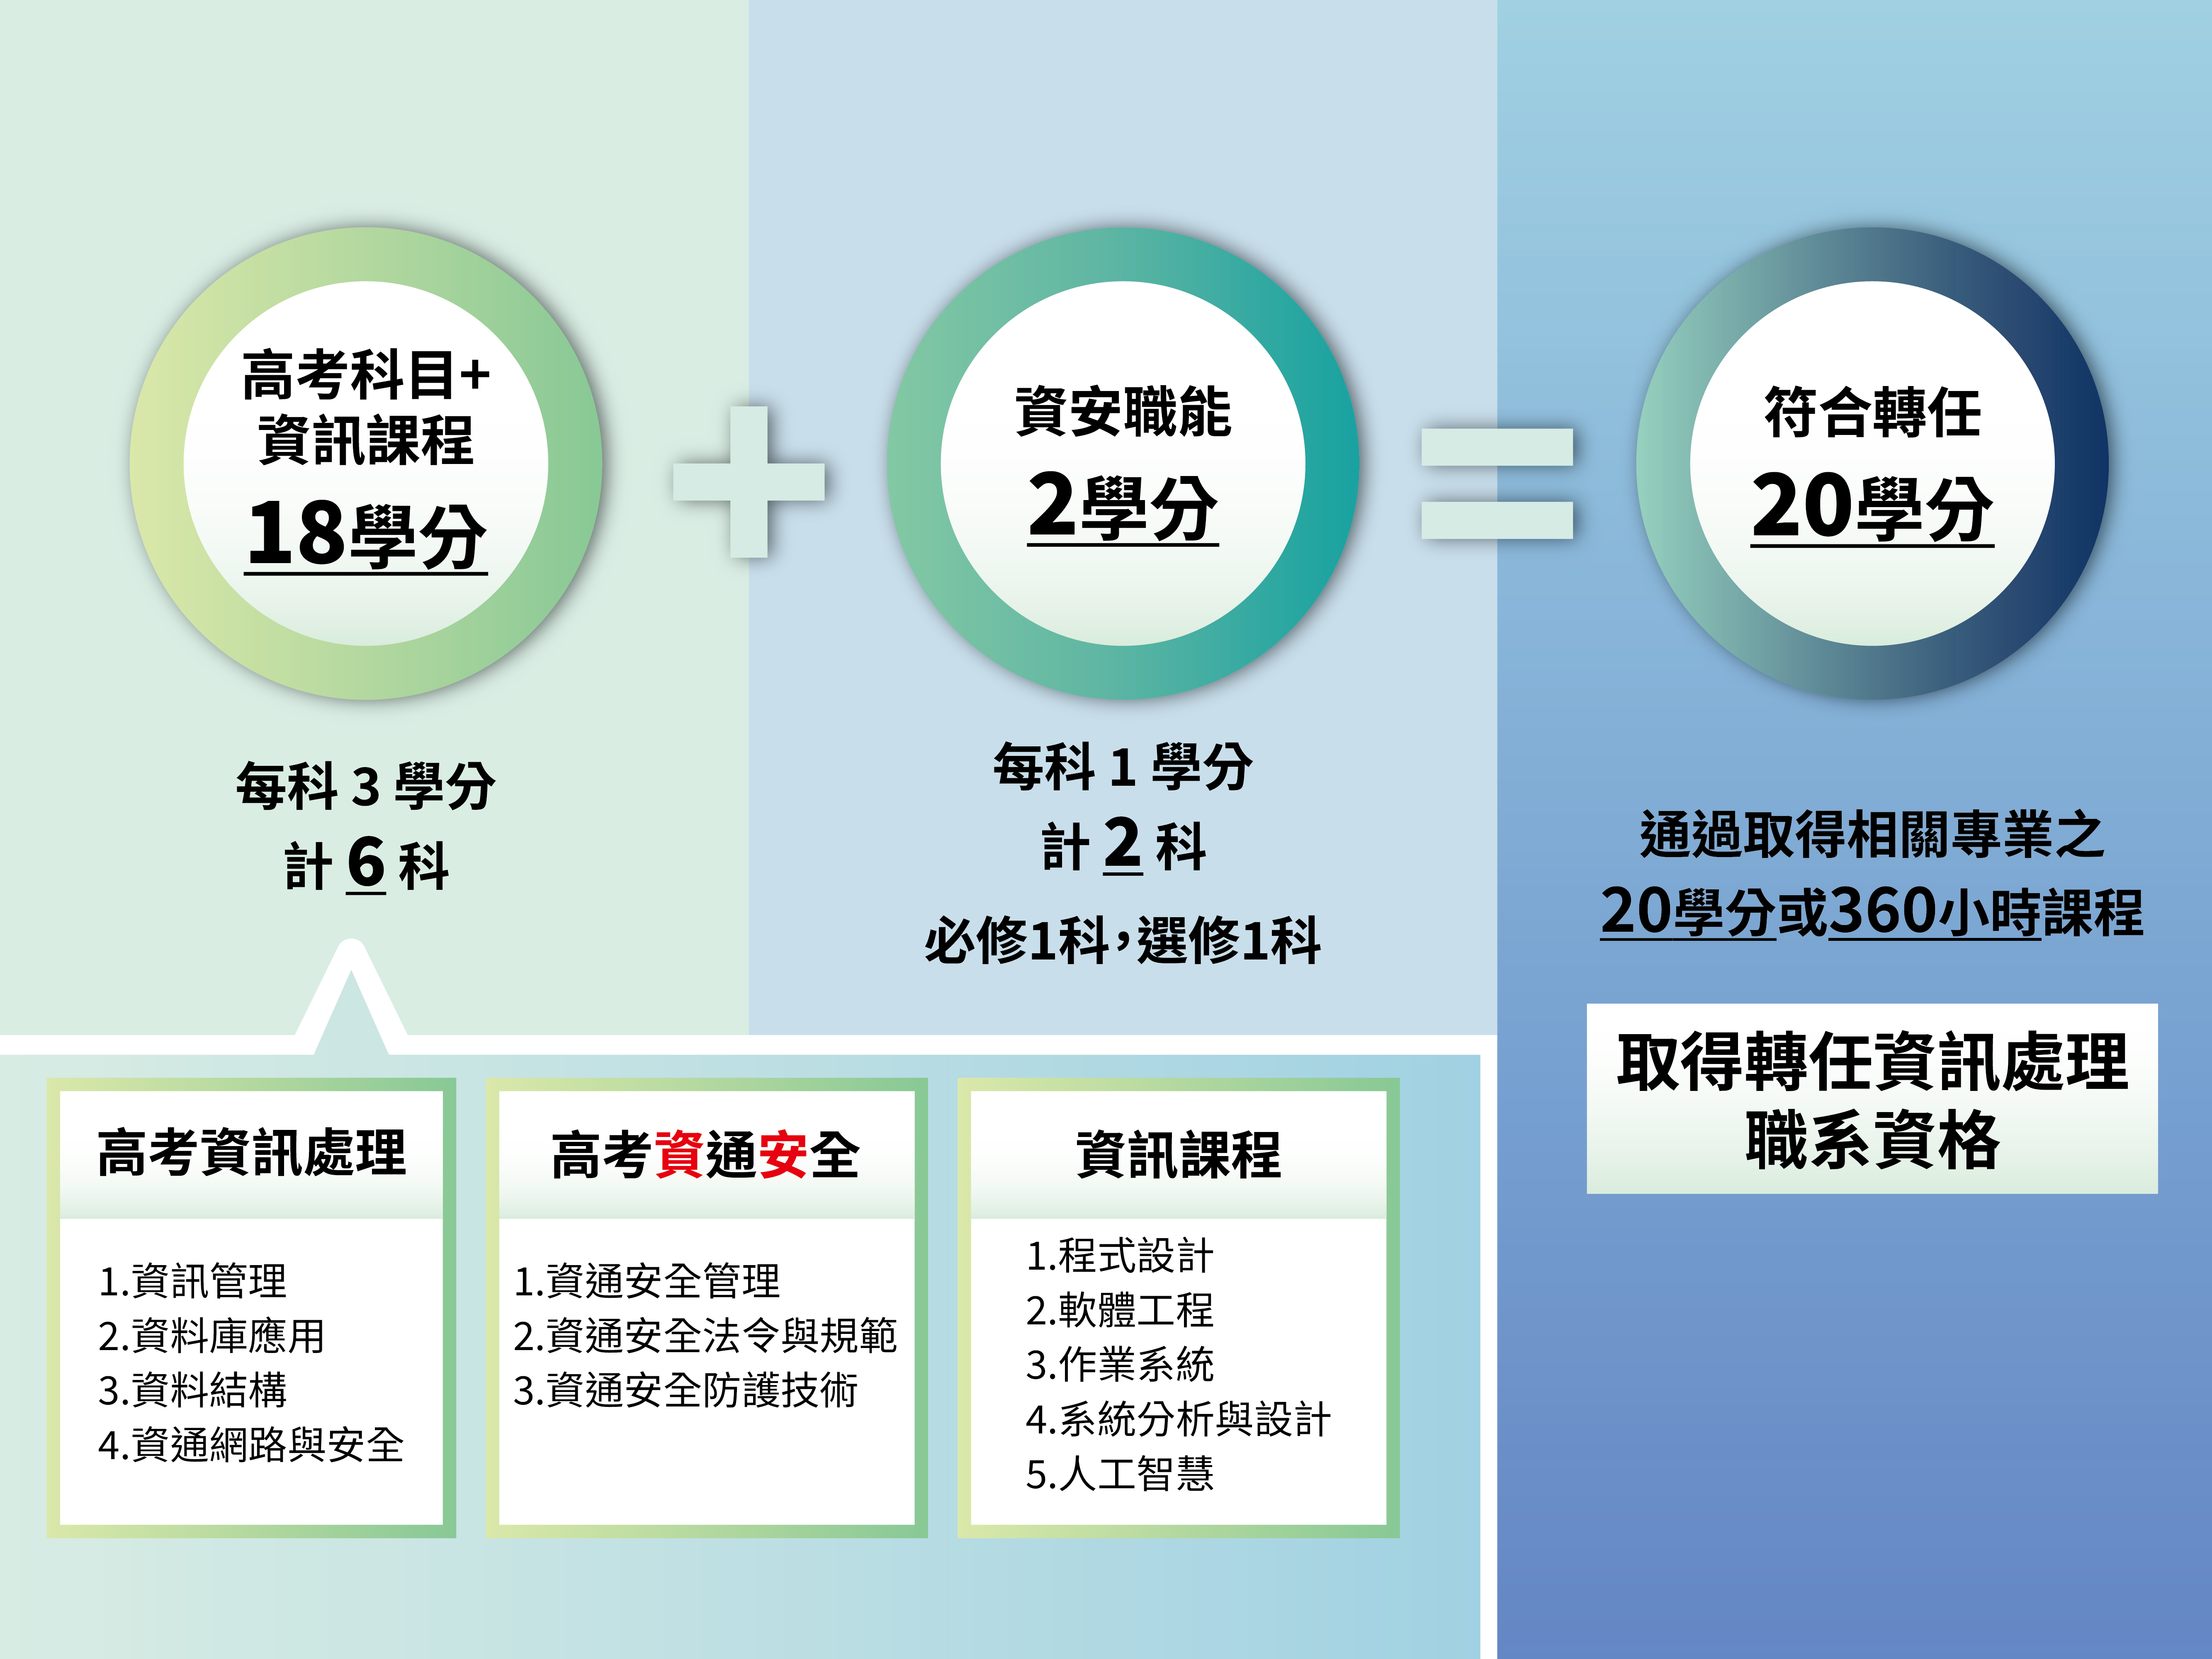 高考科目+
資訊課程
18學分
每科 3 學分
計 6 科
+
資安職能
2學分
每科 1 學分
計 2 科
必修1科，選修1科
=
符合轉任
20學分
通過取得相關專業之
20學分或360小時課程
取得轉任資訊處理
職系資格
高考資訊處理
1.資訊管理
2.資料庫應用
3.資料結構
4.資通網路與安全
高考資通安全
1.資通安全管理
2.資通安全法令與規範
3.資通安全防護技術
資訊課程
1.程式設計
2.軟體工程
3.作業系統
4.系統分析與設計
5.人工智慧